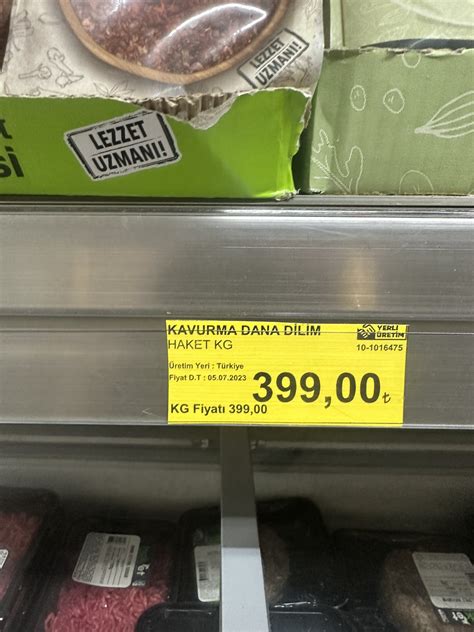 LEZZET
UZMANI!
LEZZET
UZMANI!
si
KAVURMA DANA DİLİM
YERLİ
ÜRETİM
HAKET KG
10-1016475
Üretim Yeri : Türkiye
Fiyat D.T : 05.07.2023
399,00₺
KG Fiyatı 399,00